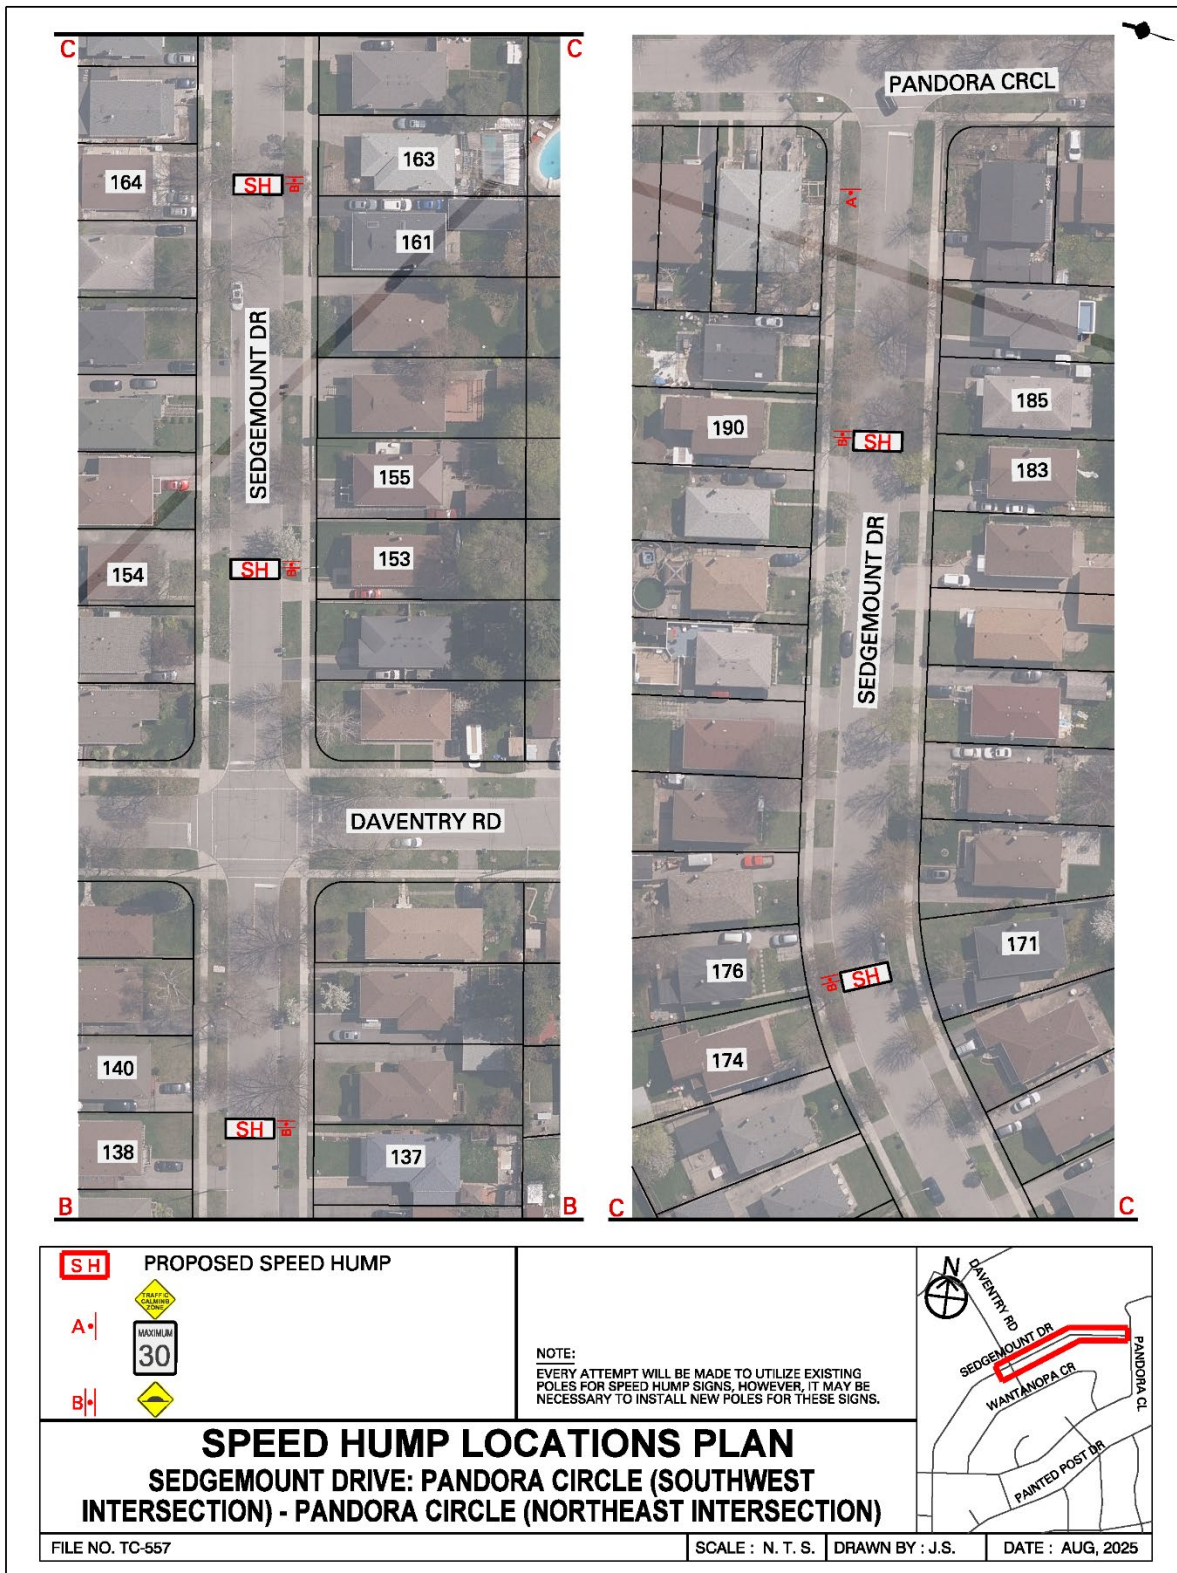 C
C
163
164
SH
B
161
SEDGEMOUNT DR
155
153
SH
B
154
DAVENTRY RD
140
SH
B
138
137
B
B
PANDORA CRCL
A
185
190
B
SH
183
SEDGEMOUNT DR
171
176
B
SH
174
C
C
SH PROPOSED SPEED HUMP
TRAFFIC
CALMING
ZONE
A
MAXIMUM
30
B
NOTE:
EVERY ATTEMPT WILL BE MADE TO UTILIZE EXISTING
POLES FOR SPEED HUMP SIGNS, HOWEVER, IT MAY BE
NECESSARY TO INSTALL NEW POLES FOR THESE SIGNS.
N
DAVENTRY RD
SEDGEMOUNT DR
WANTANOPA CR
PANDORA CL
PAINTED POST DR
SPEED HUMP LOCATIONS PLAN
SEDGEMOUNT DRIVE: PANDORA CIRCLE (SOUTHWEST
INTERSECTION) - PANDORA CIRCLE (NORTHEAST INTERSECTION)
FILE NO. TC-557
SCALE : N. T. S.
DRAWN BY : J.S.
DATE : AUG, 2025